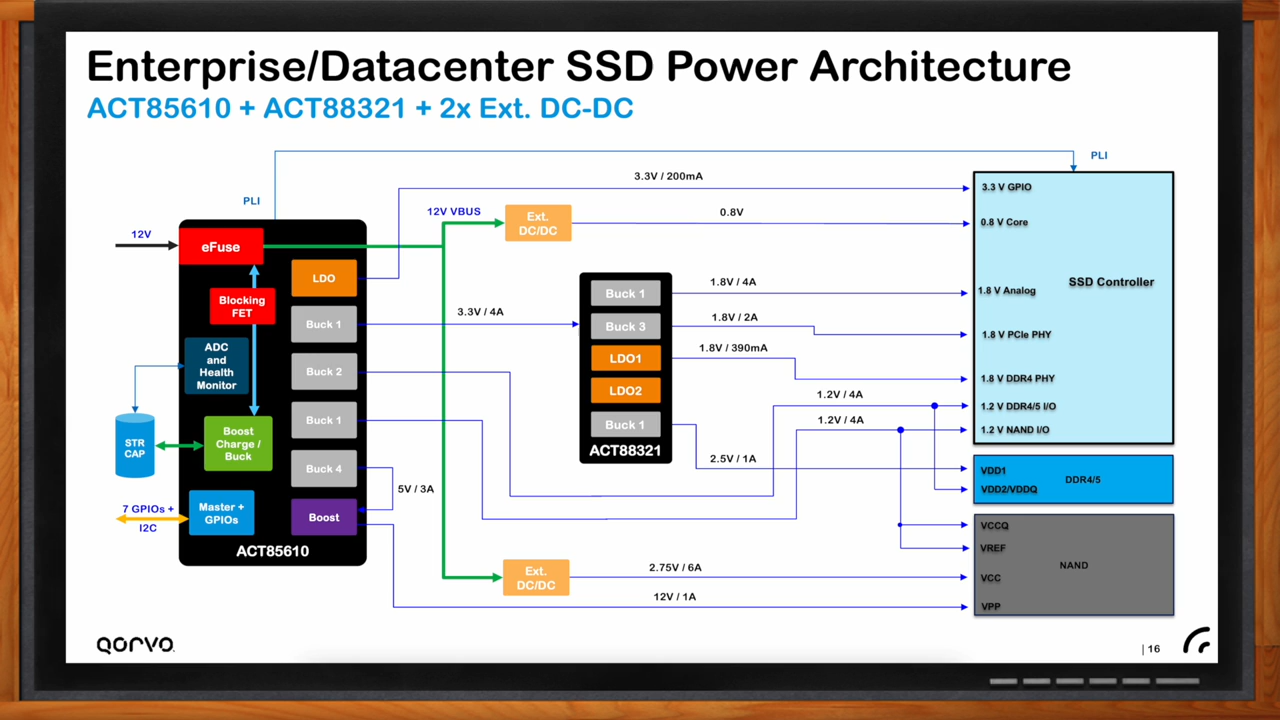 Enterprise/Datacenter SSD Power Architecture
ACT85610 + ACT88321 + 2x Ext. DC-DC
PLI
PLI
3.3V / 200mA
3.3 V GPIO
12V VBUS
Ext.
DC/DC
0.8V
0.8 V Core
12V
eFuse
LDO
Blocking
FET
Buck 1
3.3V / 4A
ADC
and
Health
Monitor
Buck 2
STR
CAP
Boost
Charge /
Buck
Buck 1
Buck 4
5V / 3A
7 GPIOs +
I2C
Master +
GPIOs
Boost
ACT85610
Buck 1
1.8V / 4A
1.8 V Analog
SSD Controller
Buck 3
1.8V / 2A
1.8 V PCIe PHY
LDO1
1.8V / 390mA
1.8 V DDR4 PHY
LDO2
1.2V / 4A
1.2 V DDR4/5 I/O
Buck 1
1.2V / 4A
1.2 V NAND I/O
ACT88321
2.5V / 1A
VDD1
DDR4/5
VDD2/VDDQ
VCCQ
VREF
NAND
Ext.
DC/DC
2.75V / 6A
VCC
12V / 1A
VPP
QORVO
| 16